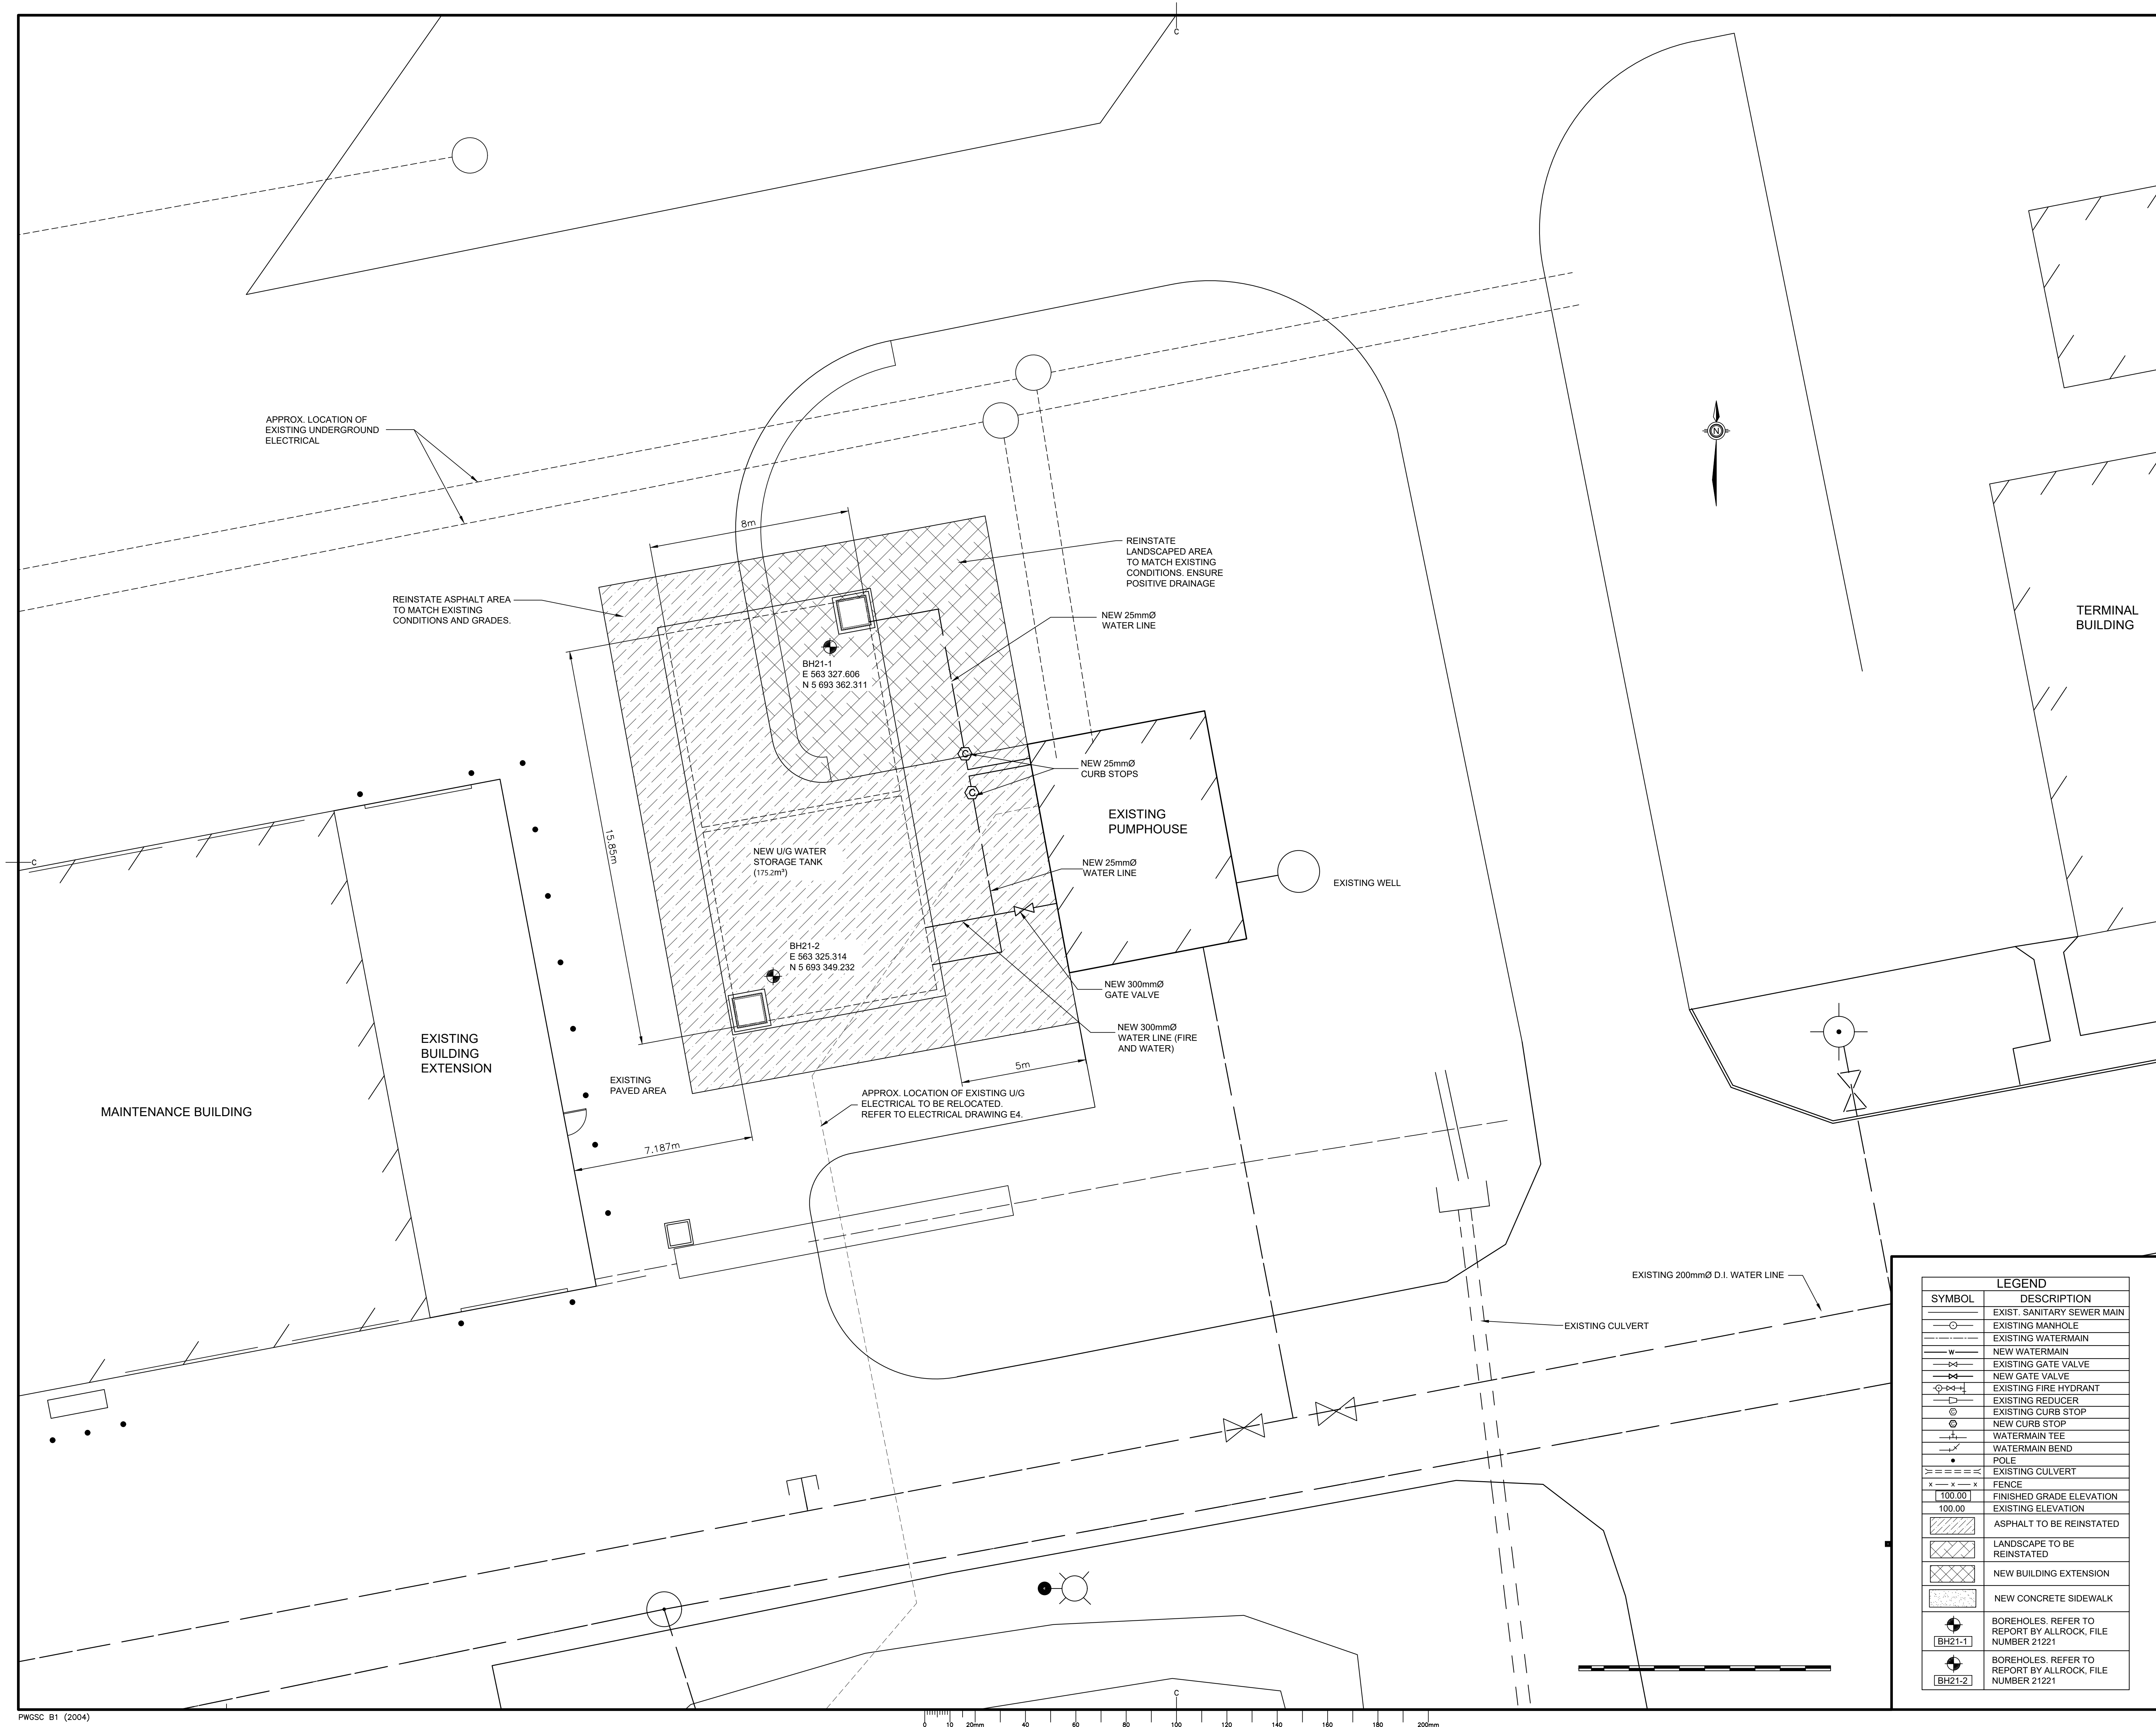 C
APPROX. LOCATION OF
EXISTING UNDERGROUND
ELECTRICAL
N
8m
REINSTATE
LANDSCAPED AREA
TO MATCH EXISTING
CONDITIONS. ENSURE
POSITIVE DRAINAGE
REINSTATE ASPHALT AREA
TO MATCH EXISTING
CONDITIONS AND GRADES.
NEW 25mmØ
WATER LINE
TERMINAL
BUILDING
BH21-1
E 563 327.606
N 5 693 362.311
C
NEW 25mmØ
CURB STOPS
C
EXISTING
PUMPHOUSE
15.85m
C
NEW U/G WATER
STORAGE TANK
(175.2m³)
NEW 25mmØ
WATER LINE
EXISTING WELL
BH21-2
E 563 325.314
N 5 693 349.232
NEW 300mmØ
GATE VALVE
NEW 300mmØ
WATER LINE (FIRE
AND WATER)
EXISTING
BUILDING
EXTENSION
5m
EXISTING
PAVED AREA
APPROX. LOCATION OF EXISTING U/G
ELECTRICAL TO BE RELOCATED.
REFER TO ELECTRICAL DRAWING E4.
MAINTENANCE BUILDING
7.187m
EXISTING 200mmØ D.I. WATER LINE
EXISTING CULVERT
LEGEND
SYMBOL DESCRIPTION
EXIST. SANITARY SEWER MAIN
EXISTING MANHOLE
EXISTING WATERMAIN
W NEW WATERMAIN
EXISTING GATE VALVE
NEW GATE VALVE
EXISTING FIRE HYDRANT
EXISTING REDUCER
C EXISTING CURB STOP
C NEW CURB STOP
WATERMAIN TEE
WATERMAIN BEND
POLE
EXISTING CULVERT
x x x FENCE
100.00 FINISHED GRADE ELEVATION
100.00 EXISTING ELEVATION
ASPHALT TO BE REINSTATED
LANDSCAPE TO BE
REINSTATED
NEW BUILDING EXTENSION
NEW CONCRETE SIDEWALK
BOREHOLES. REFER TO
REPORT BY ALLROCK, FILE
BH21-1 NUMBER 21221
BOREHOLES. REFER TO
REPORT BY ALLROCK, FILE
BH21-2 NUMBER 21221
C
PWGSC B1 (2004)
0 10 20mm 40 60 80 100 120 140 160 180 200mm